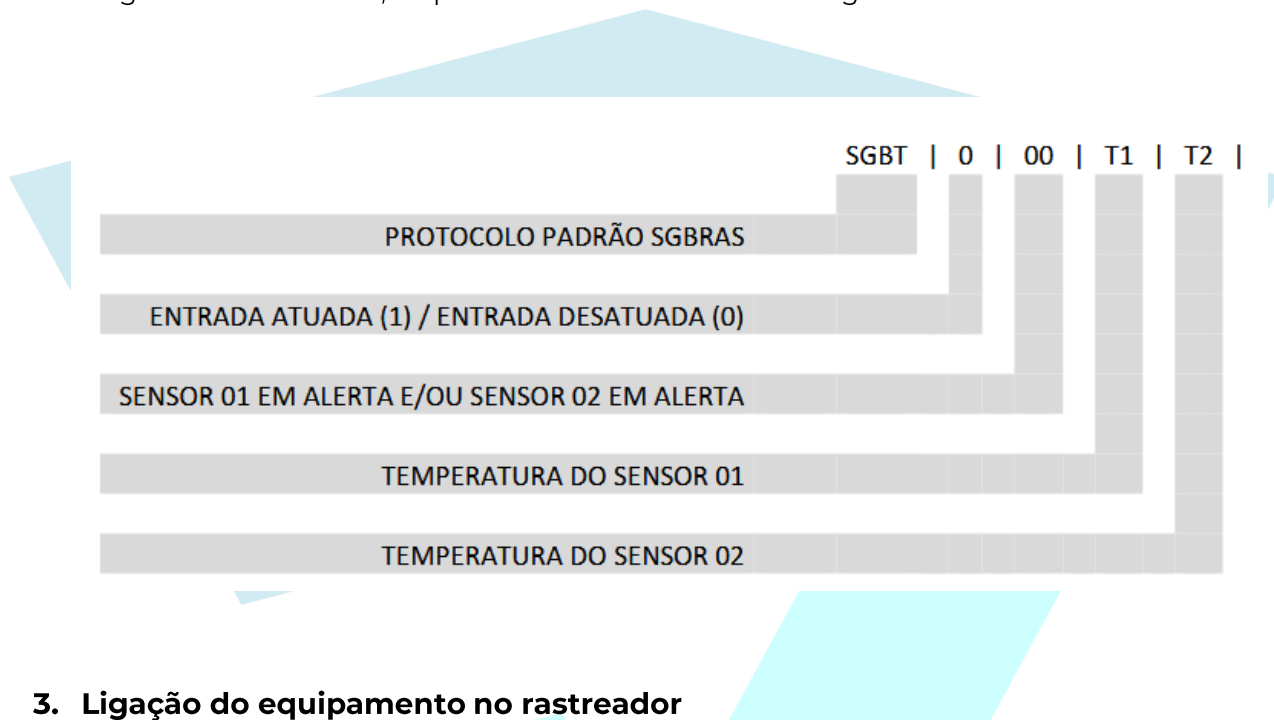 SGBT | 0 | 00 | T1 | T2 |
PROTOCOLO PADRÃO SGBRAS
ENTRADA ATUADA (1) / ENTRADA DESATUADA (0)
SENSOR 01 EM ALERTA E/OU SENSOR 02 EM ALERTA
TEMPERATURA DO SENSOR 01
TEMPERATURA DO SENSOR 02
3. Ligação do equipamento no rastreador